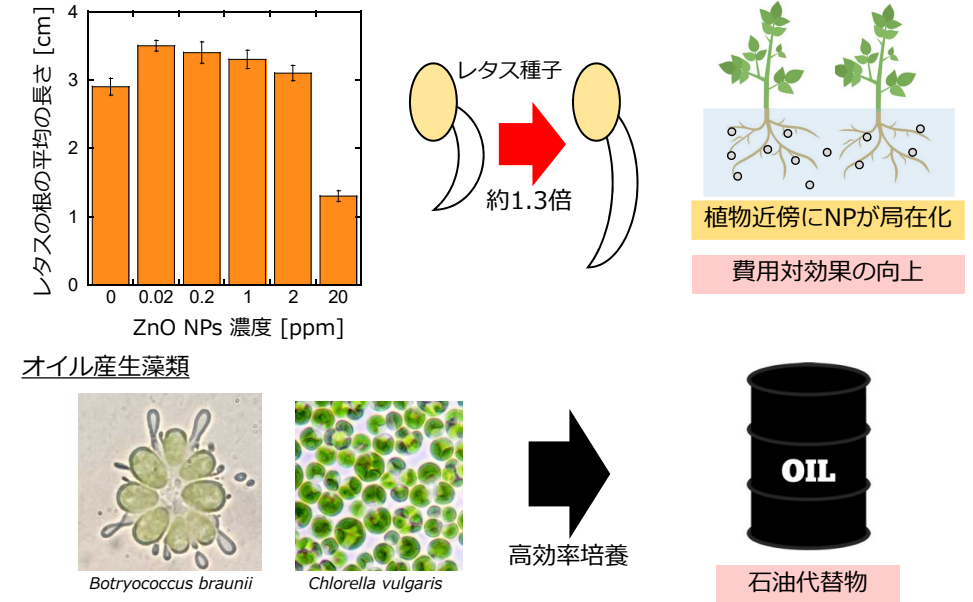 レタスの根の平均の長さ [cm]
4
3
2
1
0
0 0.02 0.2 1 2 20
ZnO NPs 濃度 [ppm]
レタス種子
約1.3倍
植物近傍にNPが局在化
費用対効果の向上
オイル産生藻類
Botryococcus braunii
Chlorella vulgaris
高効率培養
OIL
石油代替物